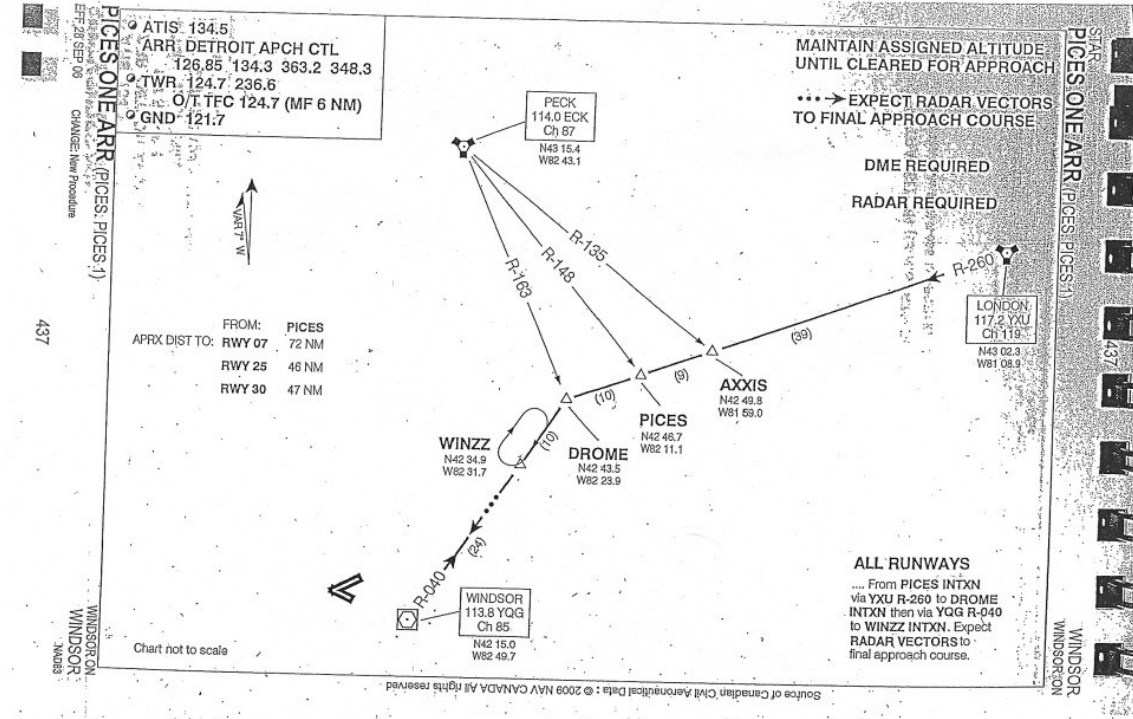 STAR
PICES ONE ARR (PICES.PICES1)
437
WINDSOR
WINDSOR ON
ATIS 134.5
ARR DETROIT APCH CTL
126.85 134.3 363.2 348.3
TWR 124.7 236.6
O/T TFC 124.7 (MF 6 NM)
GND 121.7
MAINTAIN ASSIGNED ALTITUDE
UNTIL CLEARED FOR APPROACH
EXPECT RADAR VECTORS
TO FINAL APPROACH COURSE
DME REQUIRED
RADAR REQUIRED
PECK
114.0 ECK
Ch 87
N43 15.4
W82 43.1
VAR 7° W
R-135
R-148
R-163
R-260
LONDON
117.2 YXU
Ch 119
N43 02.3
W81 08.9
(39)
(9)
(10)
(10)
(24)
AXXIS
N42 49.8
W81 59.0
PICES
N42 46.7
W82 11.1
DROME
N42 43.5
W82 23.9
WINZZ
N42 34.9
W82 31.7
FROM: PICES
APRX DIST TO: RWY 07 72 NM
RWY 25 46 NM
RWY 30 47 NM
R-040
WINDSOR
113.8 YQG
Ch 85
N42 15.0
W82 49.7
ALL RUNWAYS
.... From PICES INTXN
via YXU R-260 to DROME
INTXN then via YQG R-040
to WINZZ INTXN. Expect
RADAR VECTORS to
final approach course.
Chart not to scale
Source of Canadian Civil Aeronautical Data : © 2009 NAV CANADA All rights reserved
PICES ONE ARR (PICES.PICES1)
EFF 28 SEP 06
CHANGE: New Procedure
437
WINDSOR ON
WINDSOR
NAD83